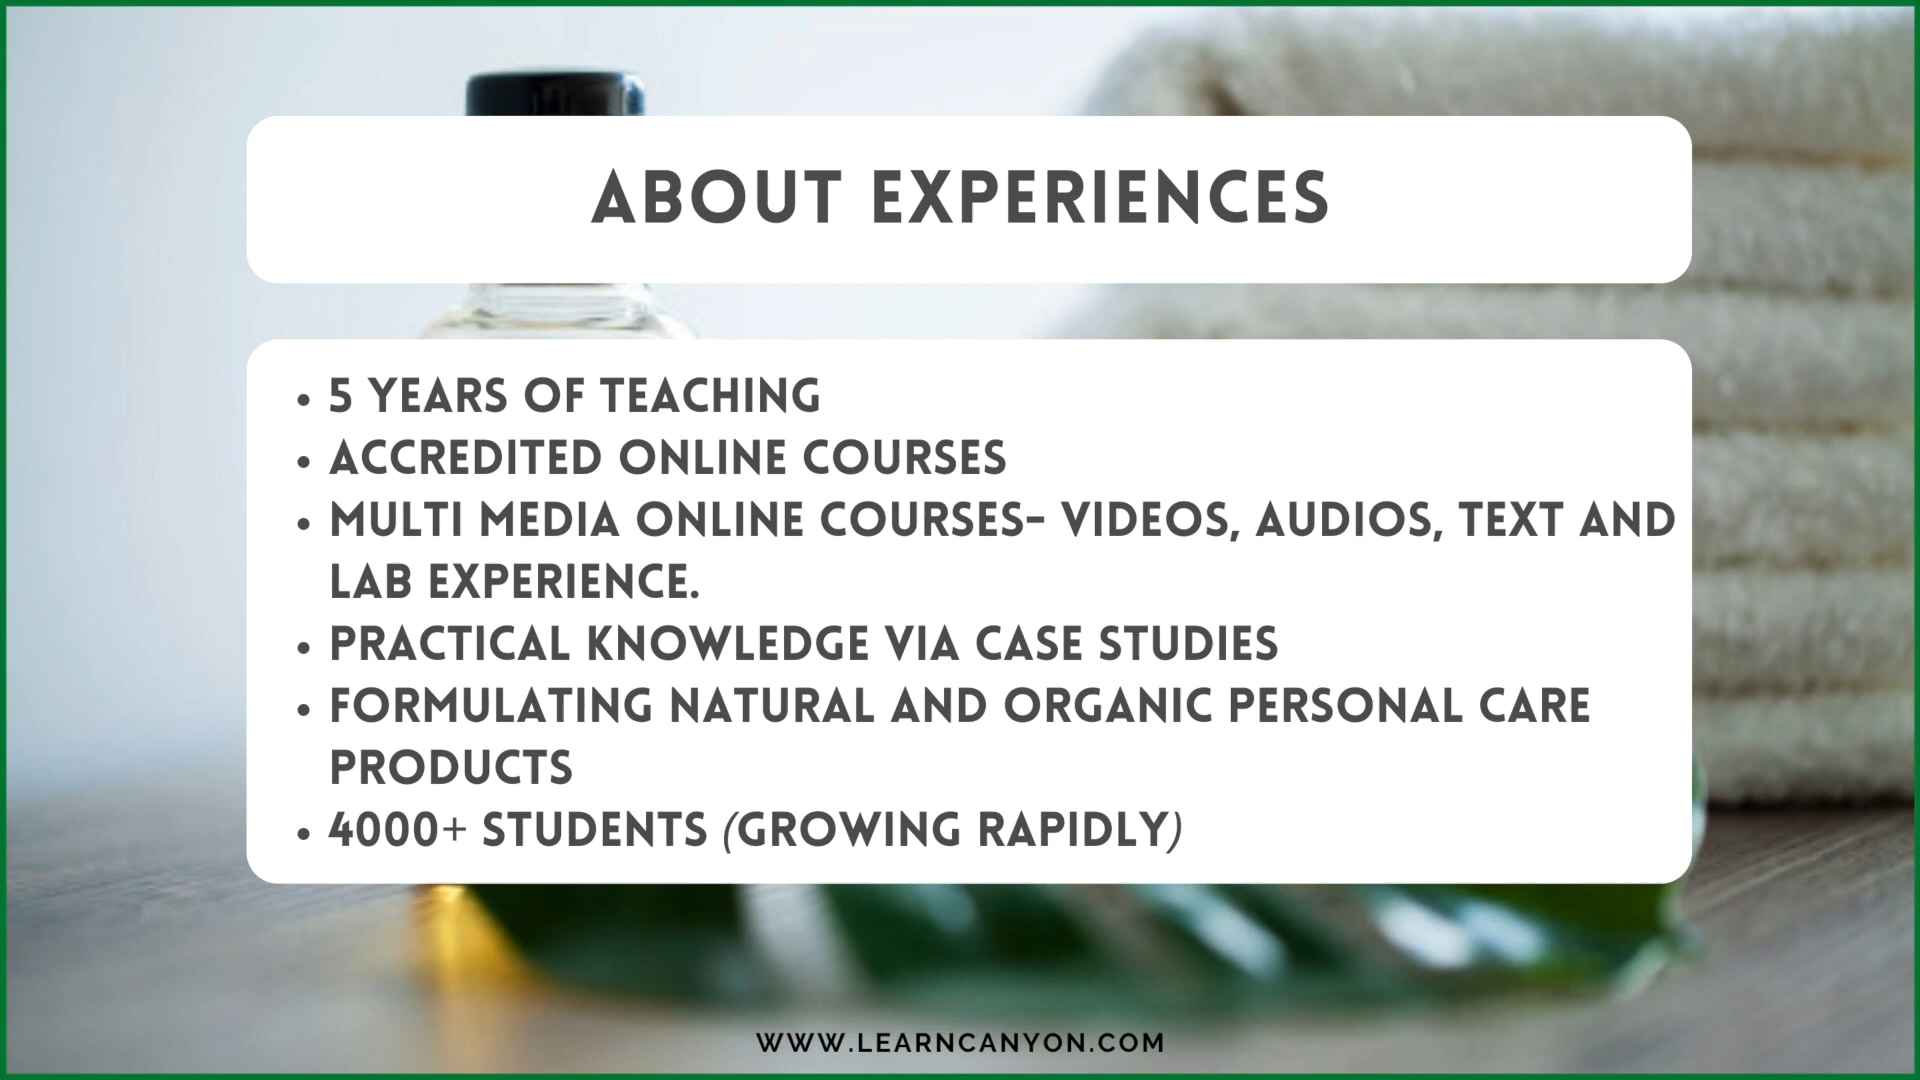 ABOUT EXPERIENCES
• 5 YEARS OF TEACHING
• ACCREDITED ONLINE COURSES
• MULTI MEDIA ONLINE COURSES- VIDEOS, AUDIOS, TEXT AND
LAB EXPERIENCE.
• PRACTICAL KNOWLEDGE VIA CASE STUDIES
• FORMULATING NATURAL AND ORGANIC PERSONAL CARE
PRODUCTS
• 4000+ STUDENTS (GROWING RAPIDLY)
WWW.LEARNCANYON.COM